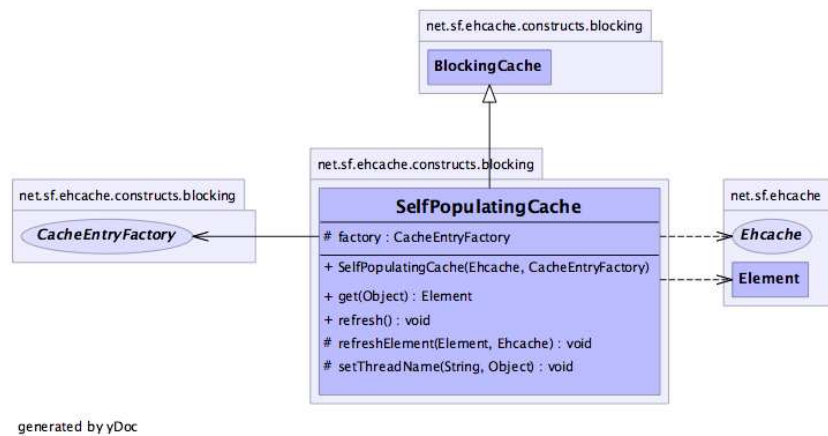 net.sf.ehcache.constructs.blocking
BlockingCache
net.sf.ehcache.constructs.blocking
net.sf.ehcache.constructs.blocking
CacheEntryFactory
SelfPopulatingCache
# factory : CacheEntryFactory
+ SelfPopulatingCache(Ehcache, CacheEntryFactory)
+ get(Object) : Element
+ refresh() : void
# refreshElement(Element, Ehcache) : void
# setThreadName(String, Object) : void
net.sf.ehcache
Ehcache
Element
generated by yDoc